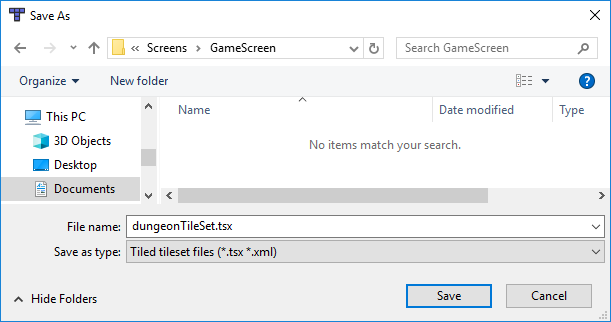 Save As
Screens GameScreen Search GameScreen
Organize New folder
This PC
3D Objects
Desktop
Documents
Name Date modified Type
No items match your search.
File name: dungeonTileSet.tsx
Save as type: Tiled tileset files (*.tsx *.xml)
Hide Folders Save Cancel